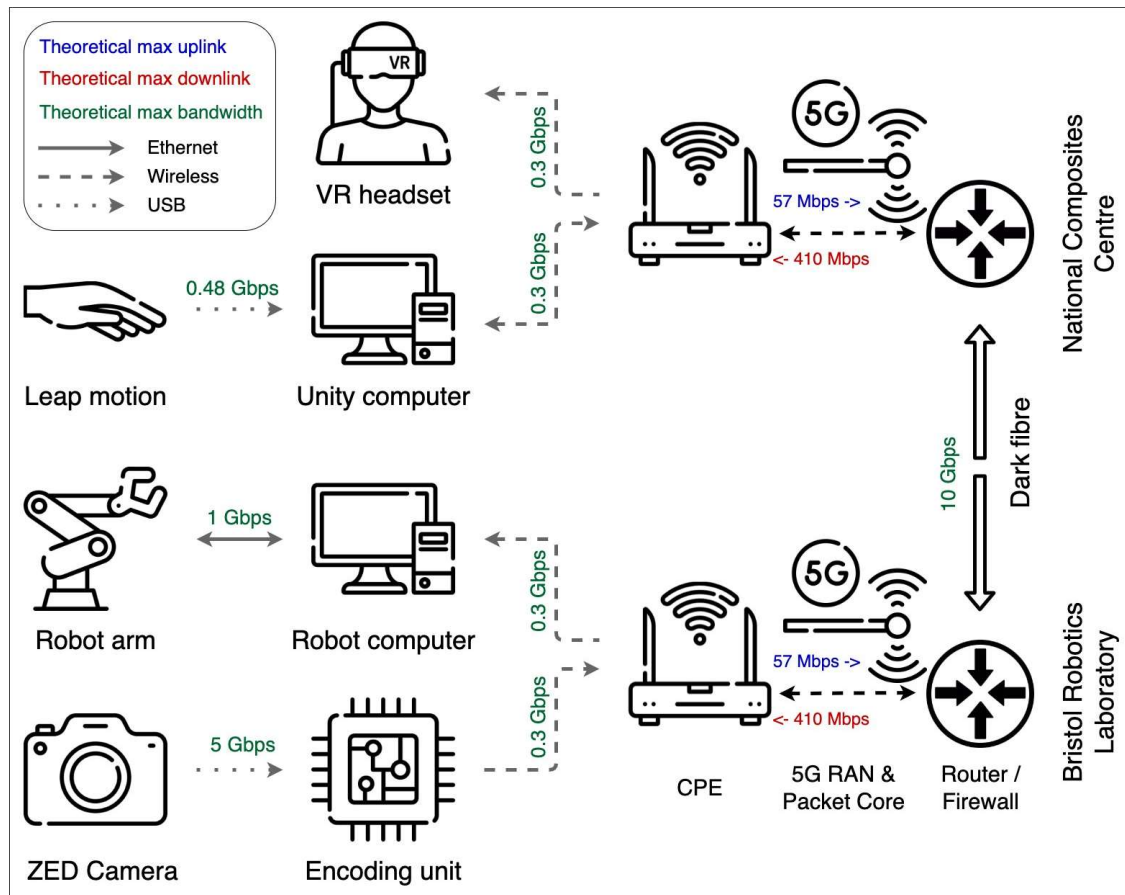 Theoretical max uplink
Theoretical max downlink
Theoretical max bandwidth
Ethernet
Wireless
USB
VR
VR headset
0.3 Gbps
5G
57 Mbps ->
<- 410 Mbps
National Composites
Centre
0.48 Gbps
0.3 Gbps
Leap motion
Unity computer
10 Gbps
Dark fibre
1 Gbps
0.3 Gbps
Robot arm
Robot computer
5G
57 Mbps ->
<- 410 Mbps
Bristol Robotics
Laboratory
5 Gbps
0.3 Gbps
ZED Camera
Encoding unit
CPE
5G RAN &
Packet Core
Router /
Firewall